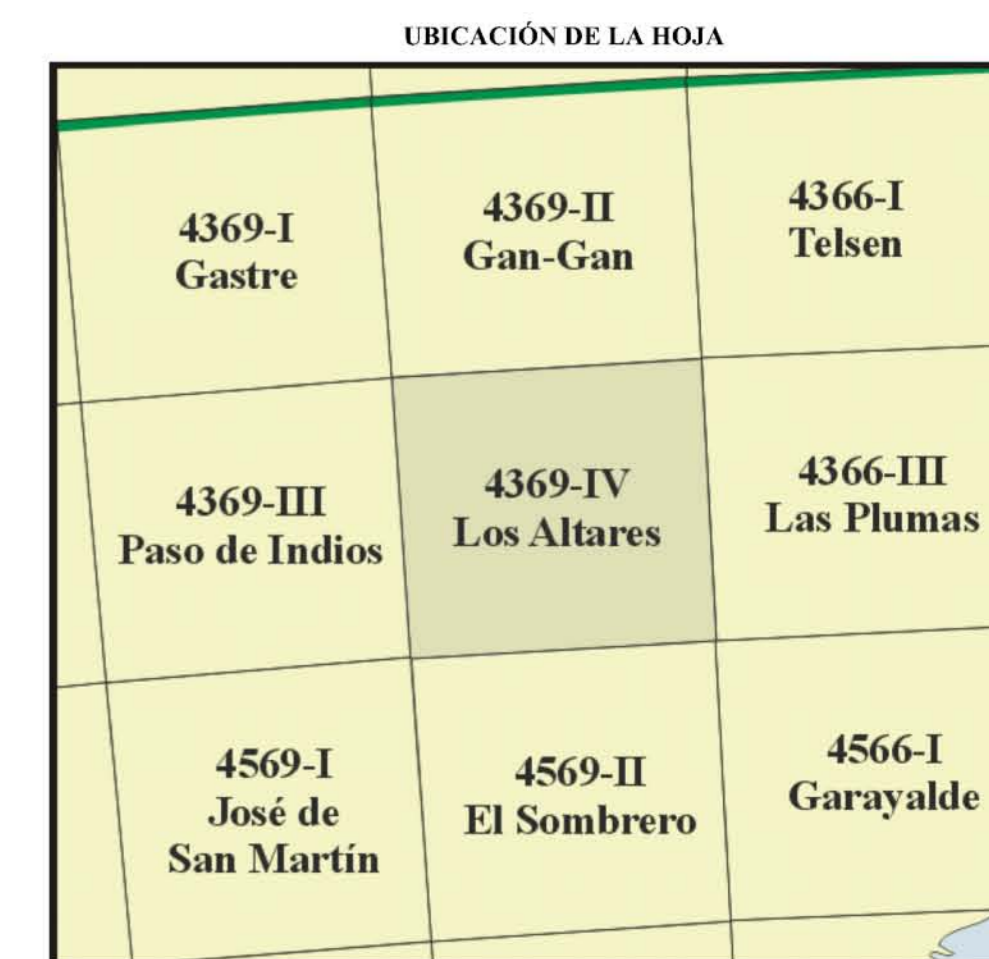 UBICACIÓN DE LA HOJA
4369-I
Gastre
4369-II
Gan-Gan
4366-I
Telsen
4369-III
Paso de Indios
4369-IV
Los Altares
4366-III
Las Plumas
4569-I
José de
San Martín
4569-II
El Sombrero
4566-I
Garayalde